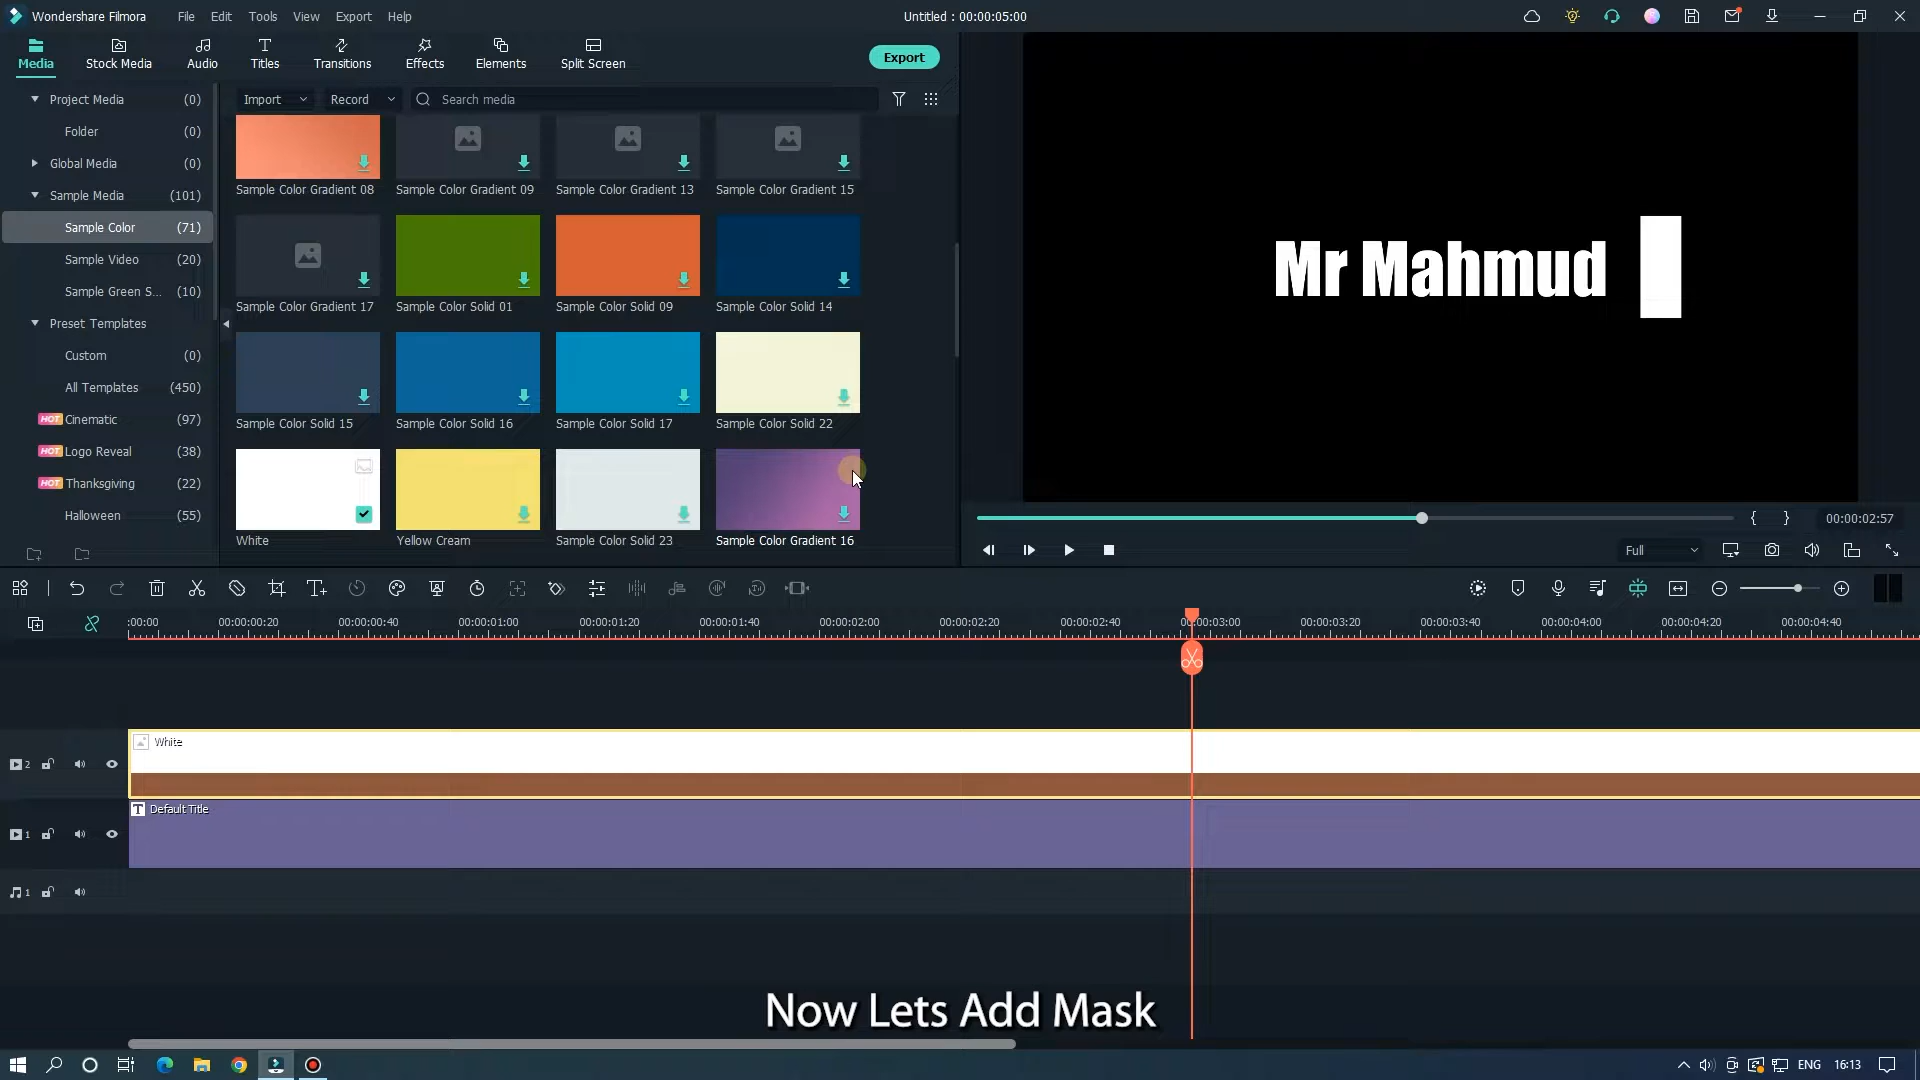 Wondershare Filmora File Edit Tools View Export Help Untitled : 00:00:05:00
Media Stock Media Audio Titles Transitions Effects Elements Split Screen Export
Project Media (0)
Folder (0)
Global Media (0)
Sample Media (101)
Sample Color (71)
Sample Video (20)
Sample Green S... (10)
Preset Templates
Custom (0)
All Templates (450)
HOT Cinematic (97)
HOT Logo Reveal (38)
HOT Thanksgiving (22)
Halloween (55)
Import Record Search media
Sample Color Gradient 08 Sample Color Gradient 09 Sample Color Gradient 13 Sample Color Gradient 15
Sample Color Gradient 17 Sample Color Solid 01 Sample Color Solid 09 Sample Color Solid 14
Sample Color Solid 15 Sample Color Solid 16 Sample Color Solid 17 Sample Color Solid 22
White Yellow Cream Sample Color Solid 23 Sample Color Gradient 16
Mr Mahmud
{ } 00:00:02:57
Full
:00:00 00:00:00:20 00:00:00:40 00:00:01:00 00:00:01:20 00:00:01:40 00:00:02:00 00:00:02:20 00:00:02:40 00:00:03:00 00:00:03:20 00:00:03:40 00:00:04:00 00:00:04:20 00:00:04:40
2 White
1 T Default Title
1
Now Lets Add Mask
ENG 16:13